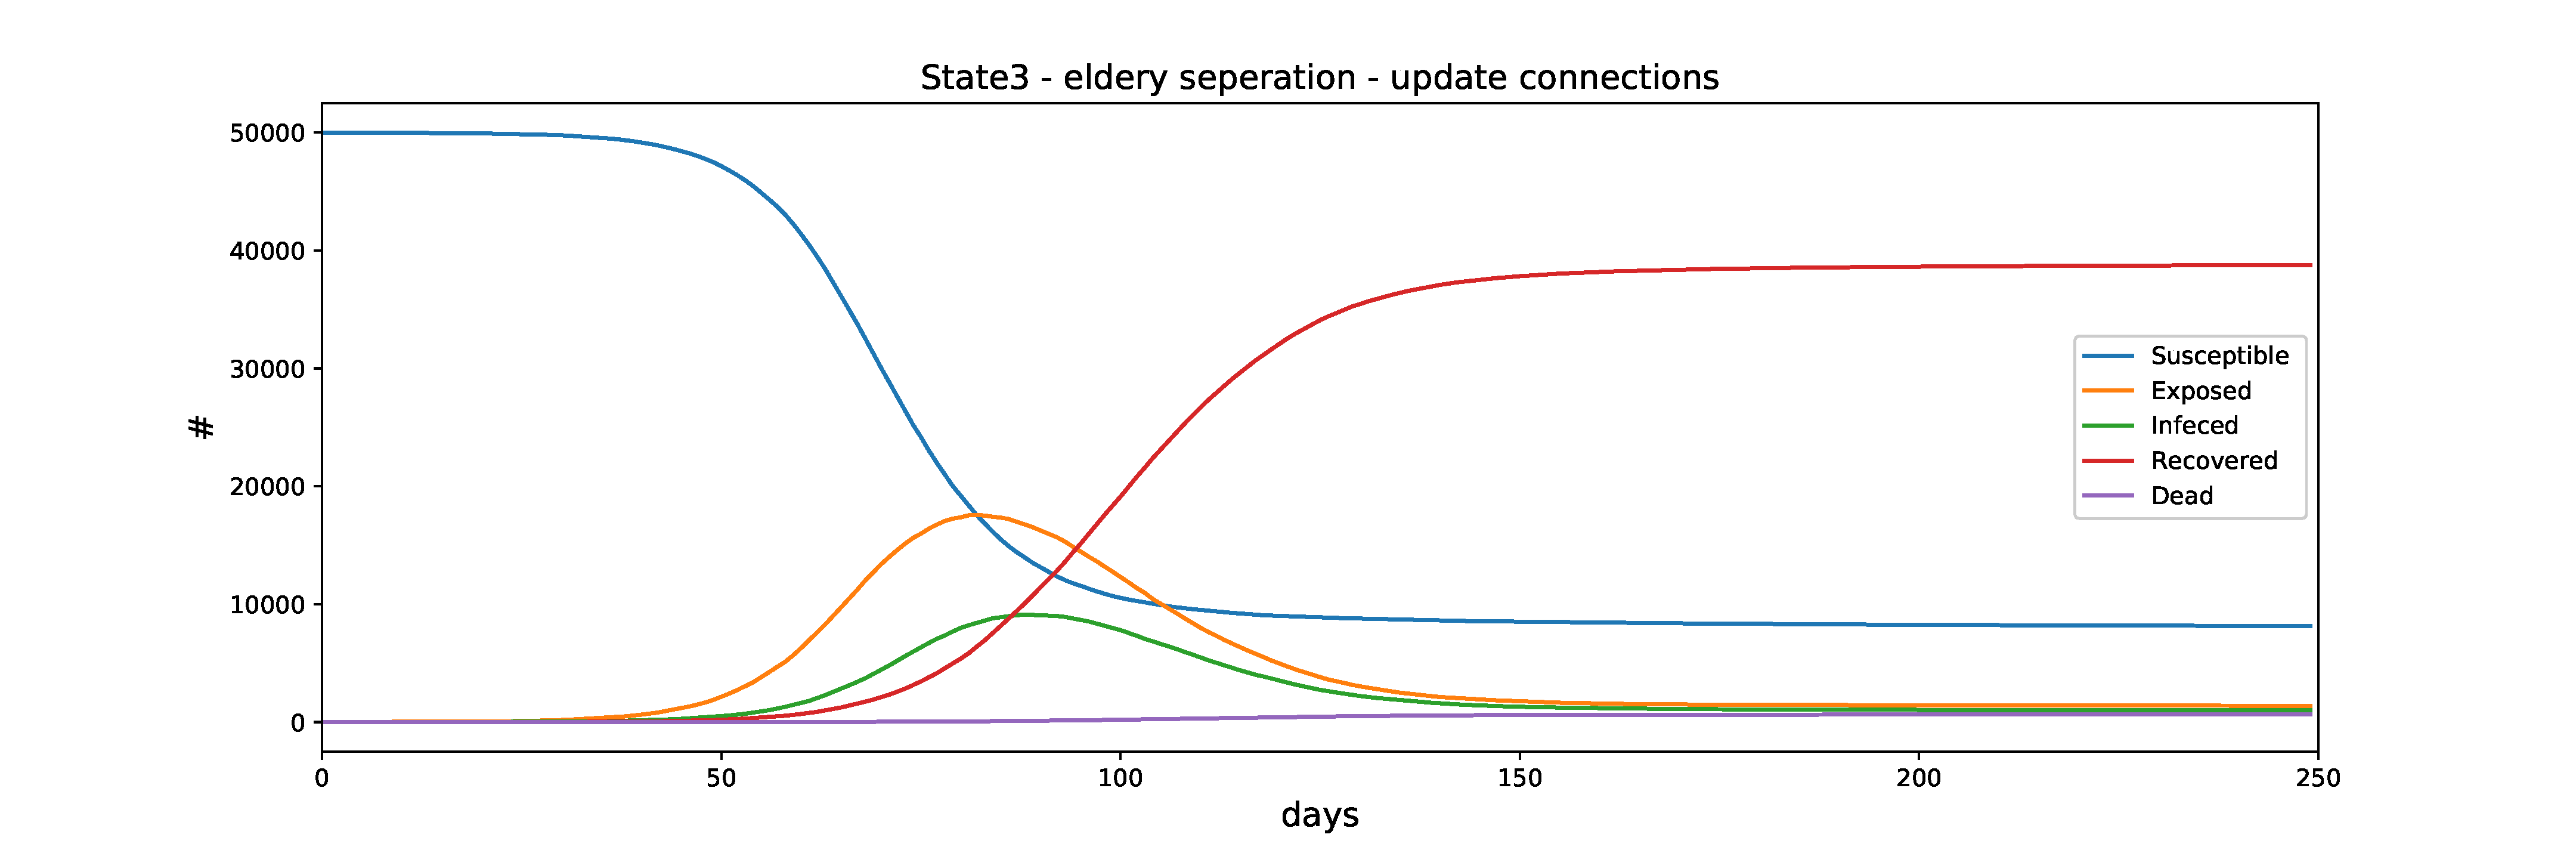 State3 - eldery seperation - update connections
50000
40000
30000
20000
10000
0
#
0 50 100 150 200 250
days
Susceptible
Exposed
Infeced
Recovered
Dead